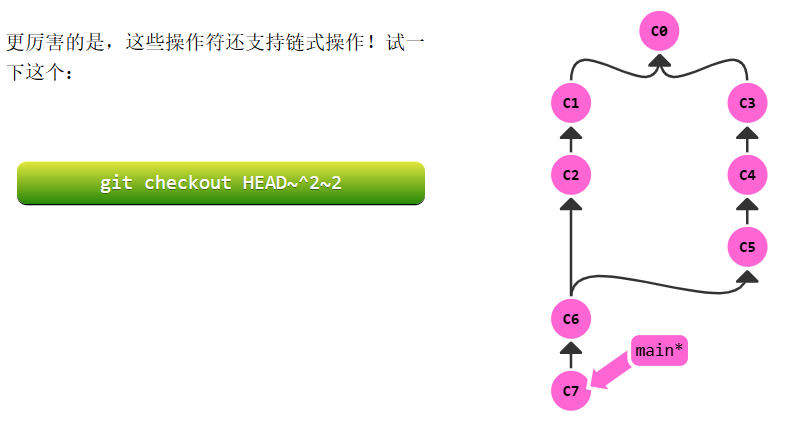 更厉害的是，这些操作符还支持链式操作！试一
下这个：
git checkout HEAD~^2~2
C0
C1
C3
C2
C4
C5
C6
main*
C7